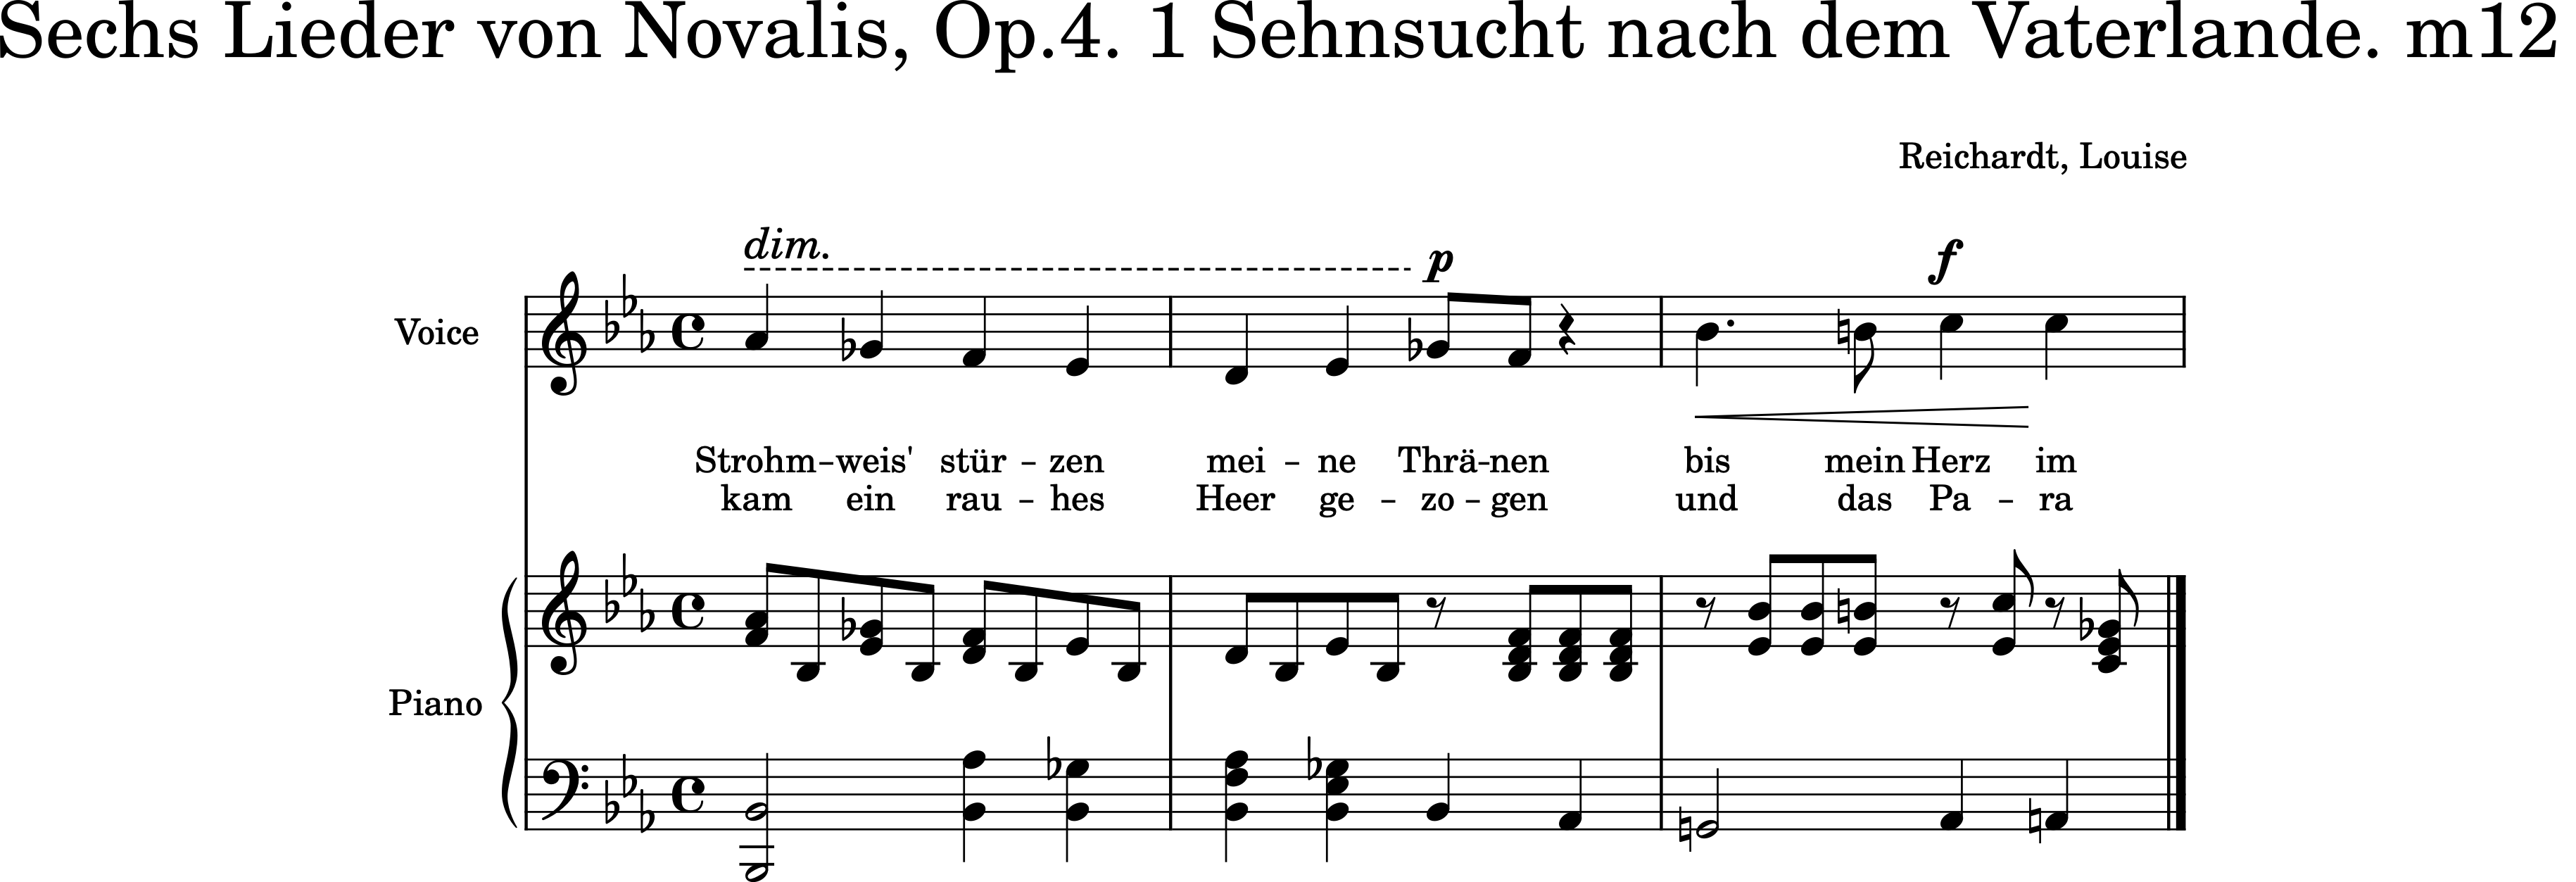 Sechs Lieder von Novalis, Op.4. 1 Sehnsucht nach dem Vaterlande. m12
Reichardt, Louise
dim.
p
f
Voice
Strohm-weis' stür - zen mei - ne Thrä-nen bis mein Herz im
kam ein rau - hes Heer ge - zo - gen und das Pa - ra
Piano